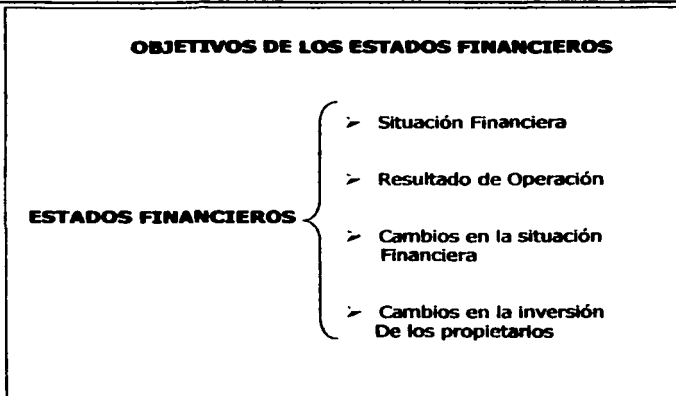 OBJETIVOS DE LOS ESTADOS FINANCIEROS
➢ Situación Financiera
➢ Resultado de Operación
ESTADOS FINANCIEROS
➢ Cambios en la situación
Financiera
➢ Cambios en la inversión
De los propietarios